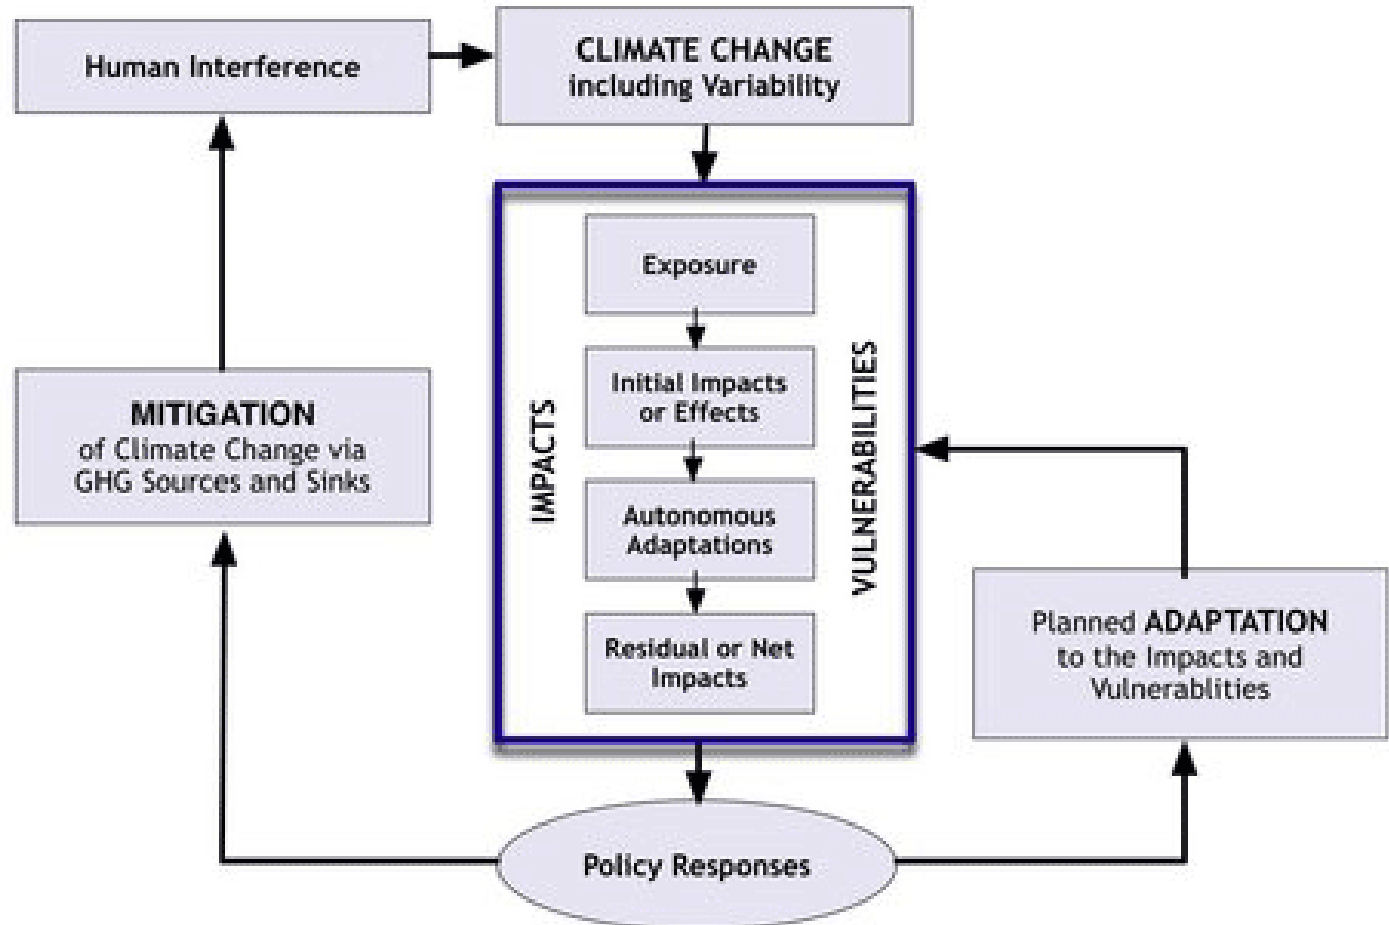 Human Interference
CLIMATE CHANGE
including Variability
Exposure
Initial Impacts
or Effects
IMPACTS
VULNERABILITIES
Autonomous
Adaptations
Residual or Net
Impacts
MITIGATION
of Climate Change via
GHG Sources and Sinks
Planned ADAPTATION
to the Impacts and
Vulnerablities
Policy Responses